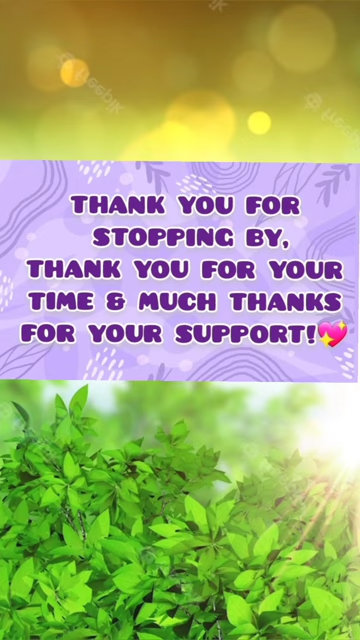 THANK YOU FOR
STOPPING BY,
THANK YOU FOR YOUR
TIME & MUCH THANKS
FOR YOUR SUPPORT!💖